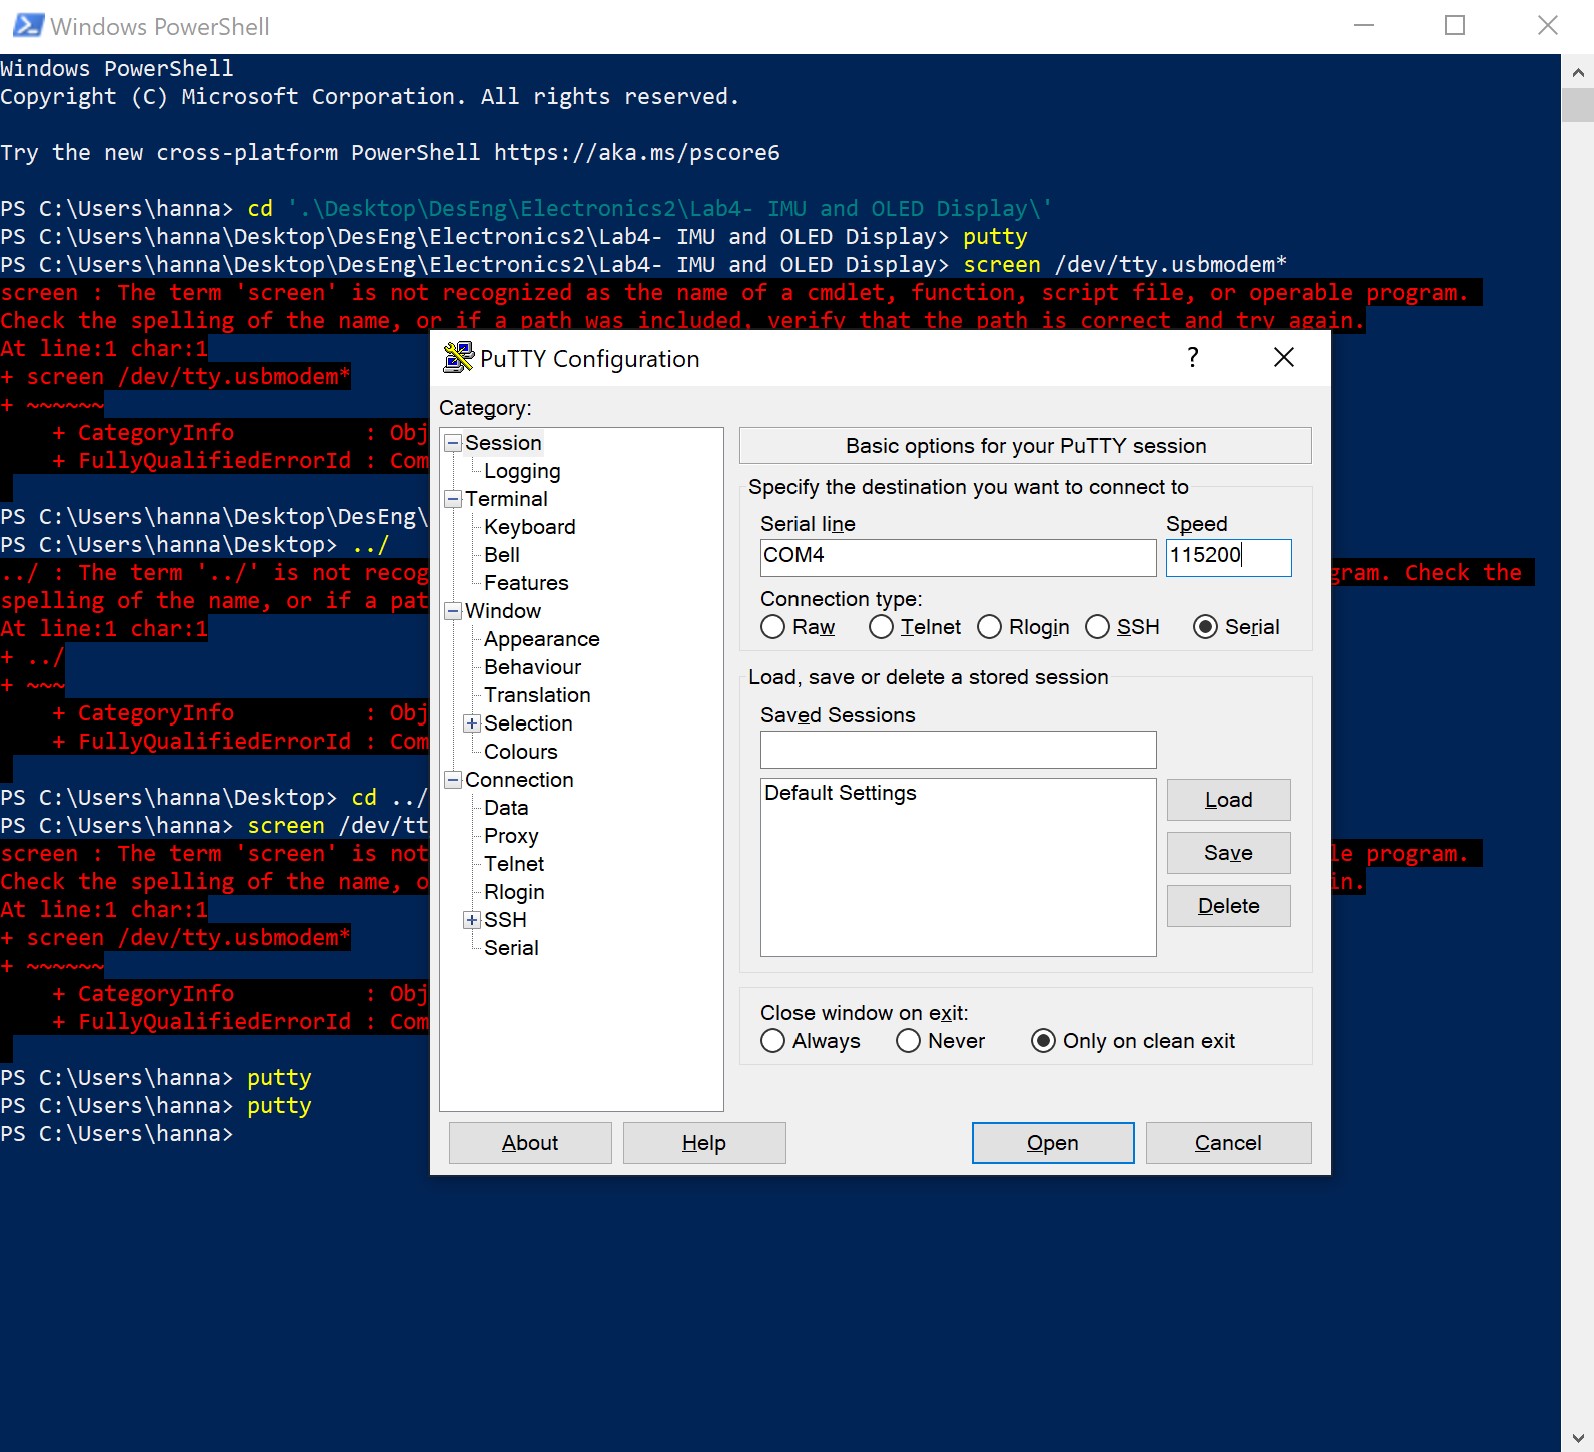 Windows PowerShell
Windows PowerShell
Copyright (C) Microsoft Corporation. All rights reserved.
Try the new cross-platform PowerShell https://aka.ms/pscore6
PS C:\Users\hanna> cd '.\Desktop\DesEng\Electronics2\Lab4- IMU and OLED Display\'
PS C:\Users\hanna\Desktop\DesEng\Electronics2\Lab4- IMU and OLED Display> putty
PS C:\Users\hanna\Desktop\DesEng\Electronics2\Lab4- IMU and OLED Display> screen /dev/tty.usbmodem*
screen : The term 'screen' is not recognized as the name of a cmdlet, function, script file, or operable program.
Check the spelling of the name, or if a path was included, verify that the path is correct and try again.
At line:1 char:1
+ screen /dev/tty.usbmodem*
+ ~~~~~~
+ CategoryInfo : Obj
+ FullyQualifiedErrorId : Com
PS C:\Users\hanna\Desktop\DesEng\
PS C:\Users\hanna\Desktop> ../
../ : The term '../' is not recog
gram. Check the
spelling of the name, or if a pat
At line:1 char:1
+ ../
+ ~~~
+ CategoryInfo : Obj
+ FullyQualifiedErrorId : Com
PS C:\Users\hanna\Desktop> cd ../
PS C:\Users\hanna> screen /dev/tt
screen : The term 'screen' is not
le program.
Check the spelling of the name, o
in.
At line:1 char:1
+ screen /dev/tty.usbmodem*
+ ~~~~~~
+ CategoryInfo : Obj
+ FullyQualifiedErrorId : Com
PS C:\Users\hanna> putty
PS C:\Users\hanna> putty
PS C:\Users\hanna>
PuTTY Configuration
?
Category:
Session
Logging
Terminal
Keyboard
Bell
Features
Window
Appearance
Behaviour
Translation
Selection
Colours
Connection
Data
Proxy
Telnet
Rlogin
SSH
Serial
Basic options for your PuTTY session
Specify the destination you want to connect to
Serial line Speed
COM4 115200
Connection type:
Raw Telnet Rlogin SSH Serial
Load, save or delete a stored session
Saved Sessions
Default Settings
Load
Save
Delete
Close window on exit:
Always Never Only on clean exit
About Help Open Cancel